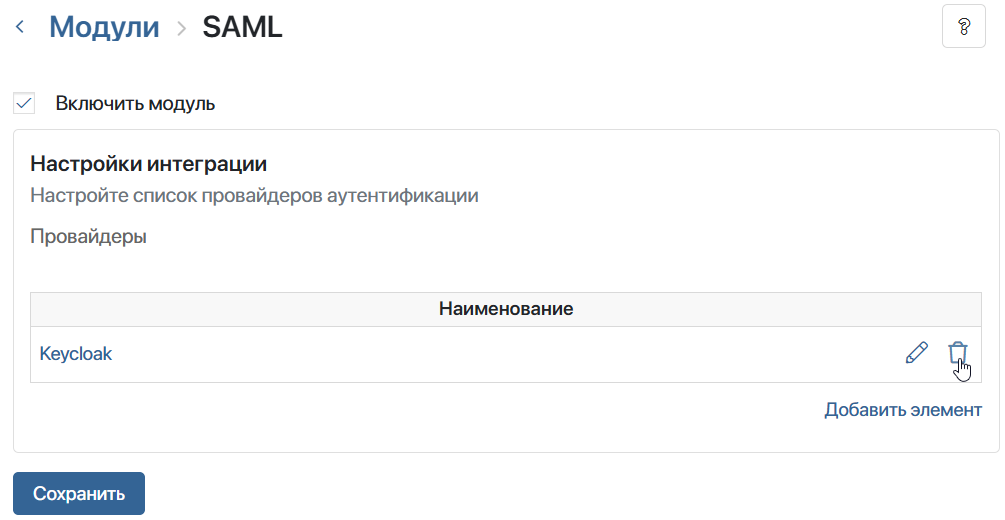 Модули > SAML
?
Включить модуль
Настройки интеграции
Настройте список провайдеров аутентификации
Провайдеры
Наименование
Keycloak
Добавить элемент
Сохранить